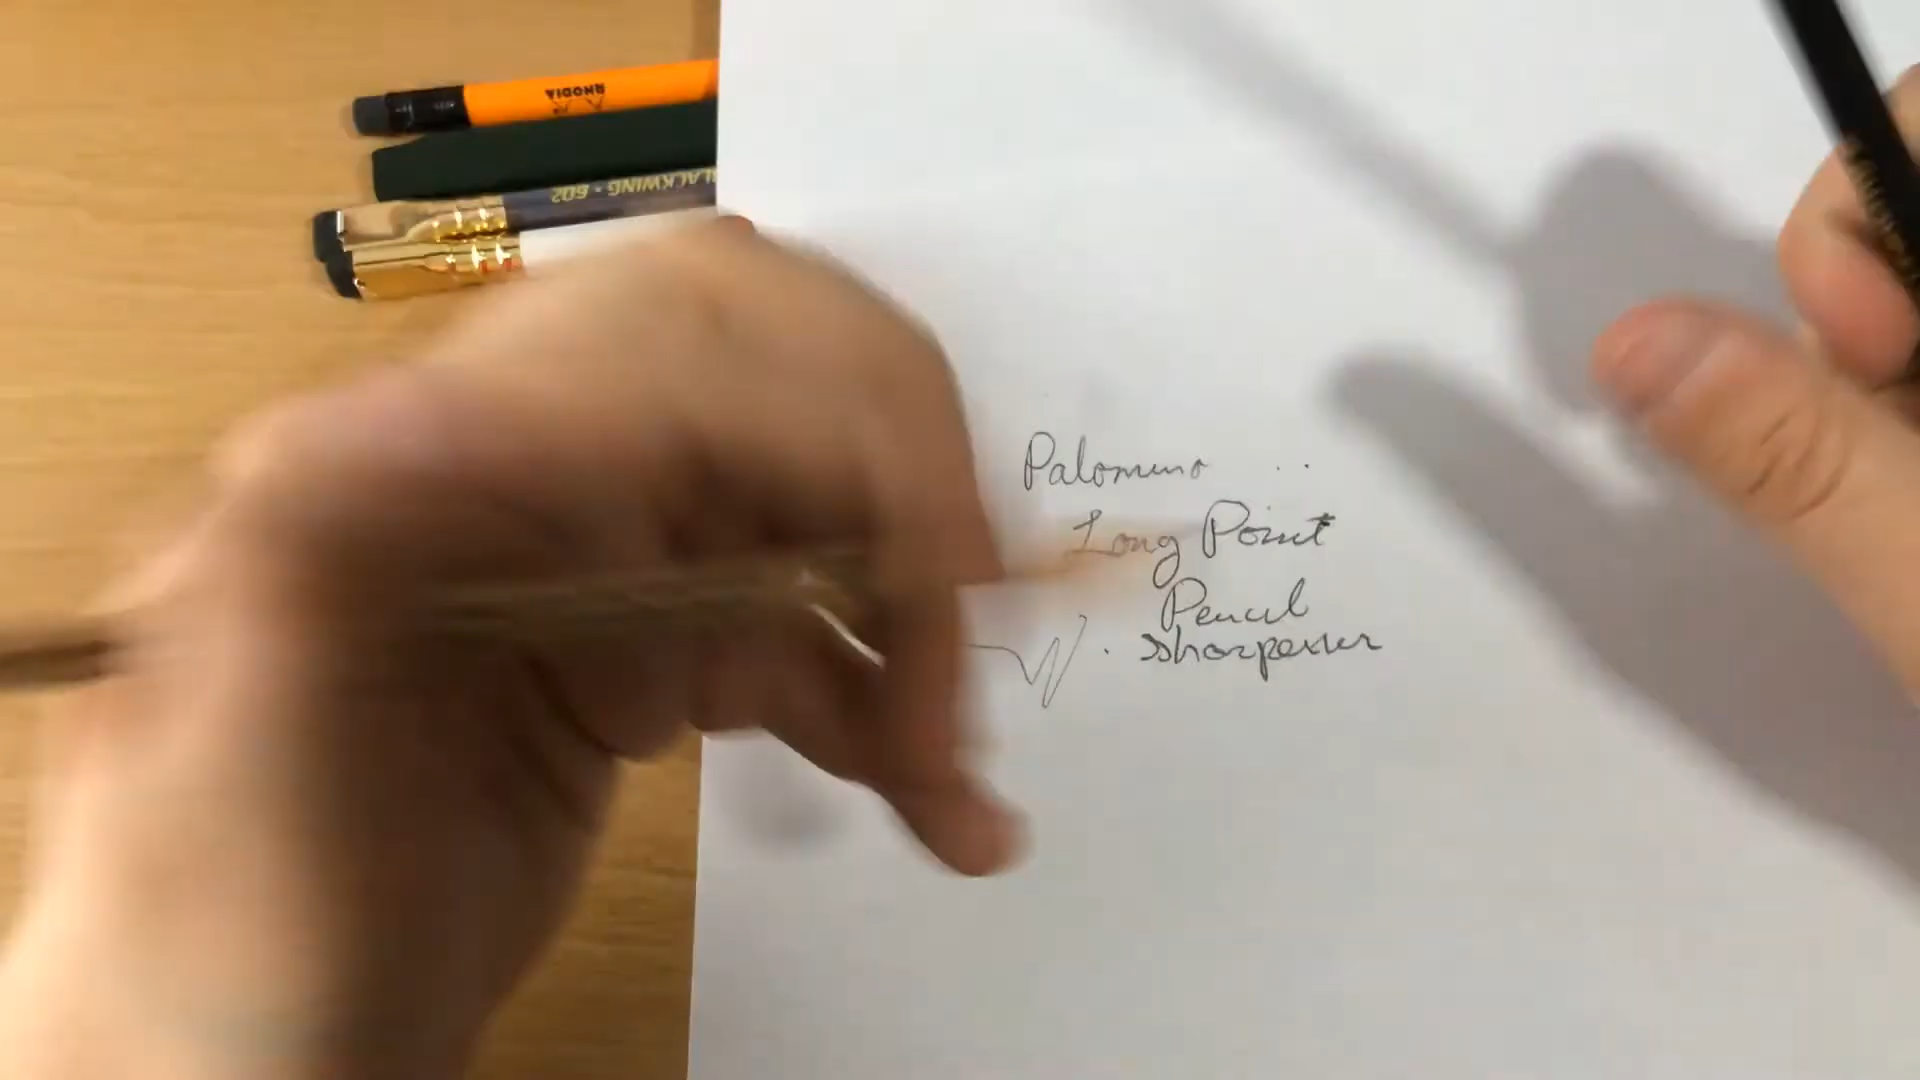 RHODIA
BLACKWING · 602
Palomino ..
Long Point
Pencil
Sharpener